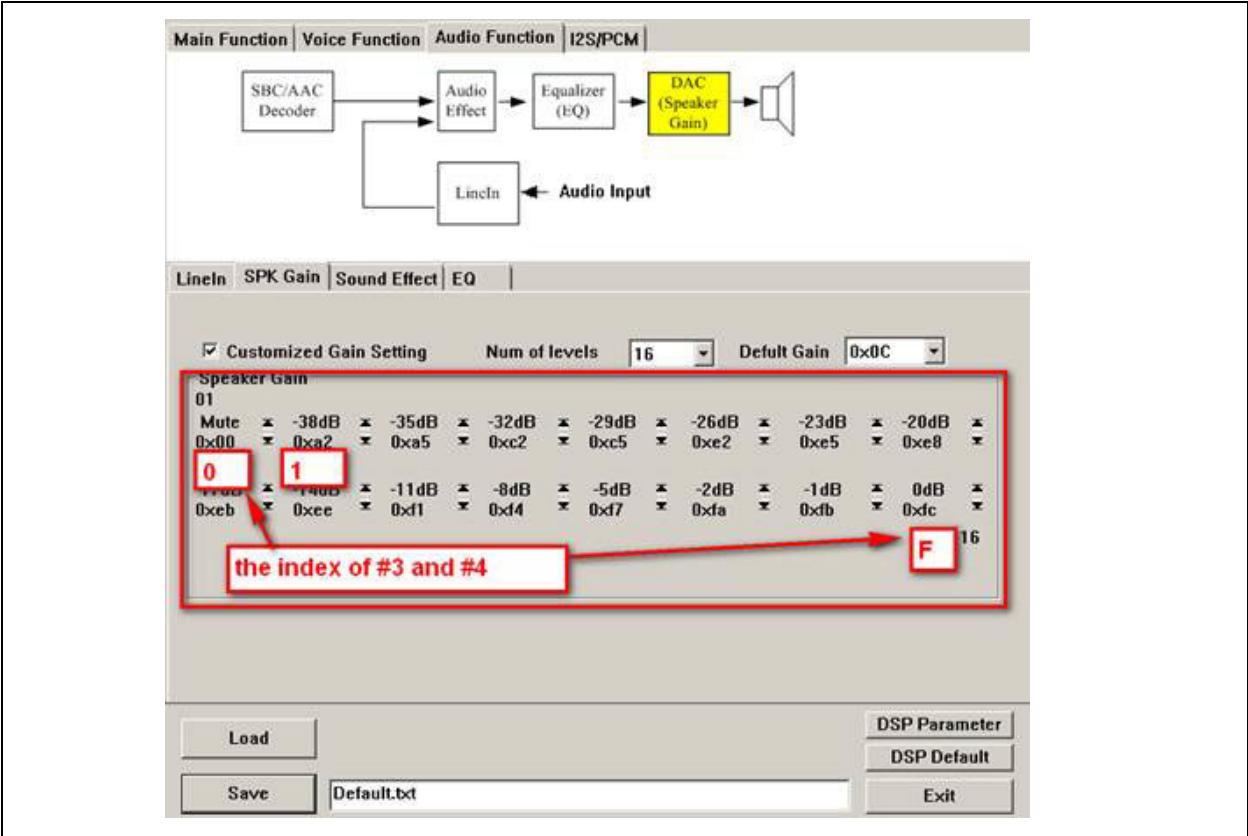 Main Function Voice Function Audio Function I2S/PCM
SBC/AAC
Decoder
Audio
Effect
Equalizer
(EQ)
DAC
(Speaker
Gain)
LineIn
Audio Input
LineIn SPK Gain Sound Effect EQ
Customized Gain Setting Num of levels 16 Defult Gain 0x0C
Speaker Gain
01
Mute -38dB -35dB -32dB -29dB -26dB -23dB -20dB
0x00 0xa2 0xa5 0xc2 0xc5 0xe2 0xe5 0xe8
0 1
-11dB -8dB -5dB -2dB -1dB 0dB
0xeb 0xee 0xf1 0xf4 0xf7 0xfa 0xfb 0xfc
F 16
the index of #3 and #4
Load
DSP Parameter
DSP Default
Save Default.txt Exit